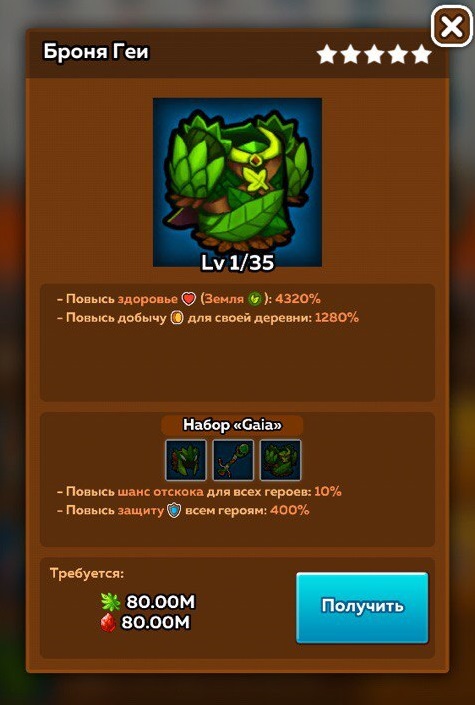 Броня Геи
Lv 1/35
- Повысь здоровье (Земля): 4320%
- Повысь добычу для своей деревни: 1280%
Набор «Gaia»
- Повысь шанс отскока для всех героев: 10%
- Повысь защиту всем героям: 400%
Требуется:
80.00M
80.00M
Получить